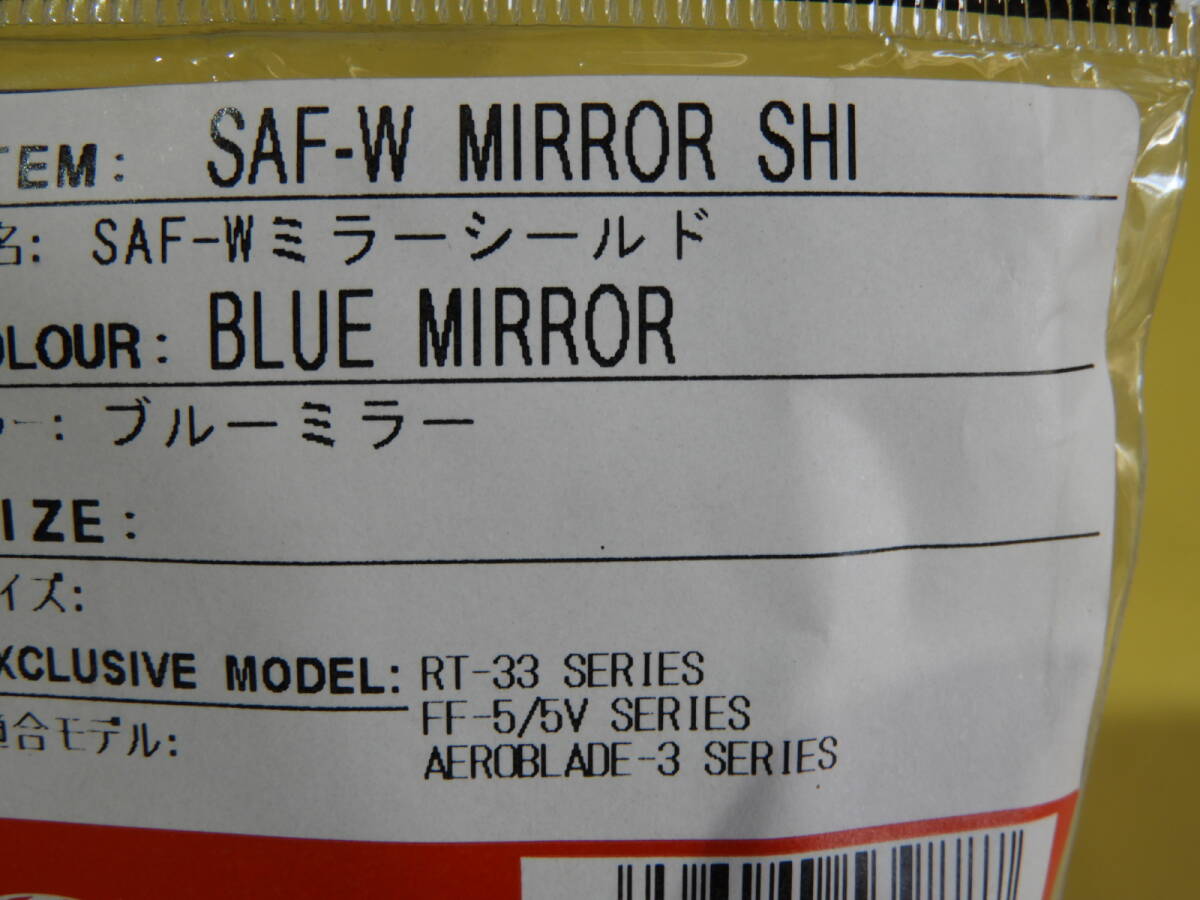 TEM: SAF-W MIRROR SHI
名: SAF-Wミラーシールド
OLOUR: BLUE MIRROR
ラー: ブルーミラー
IZE:
イズ:
XCLUSIVE MODEL: RT-33 SERIES
FF-5/5V SERIES
適合モデル:
AEROBLADE-3 SERIES